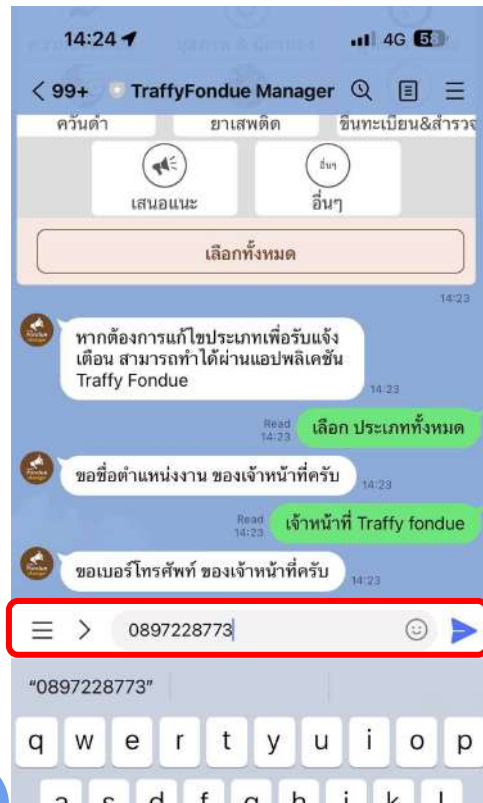 14:24
4G 58
99+ TraffyFondue Manager
ควันดำ ยาเสพติด ขึ้นทะเบียน&สำรวจ
อื่นๆ
เสนอแนะ อื่นๆ
เลือกทั้งหมด
14:23
หากต้องการแก้ไขประเภทเพื่อรับแจ้ง
เตือน สามารถทำได้ผ่านแอปพลิเคชัน
Traffy Fondue
14:23
Read
14:23
เลือก ประเภททั้งหมด
ขอชื่อตำแหน่งงาน ของเจ้าหน้าที่ครับ
14:23
Read
14:23
เจ้าหน้าที่ Traffy fondue
ขอเบอร์โทรศัพท์ ของเจ้าหน้าที่ครับ
14:23
0897228773
"0897228773"
q w e r t y u i o p
a s d f g h j k l